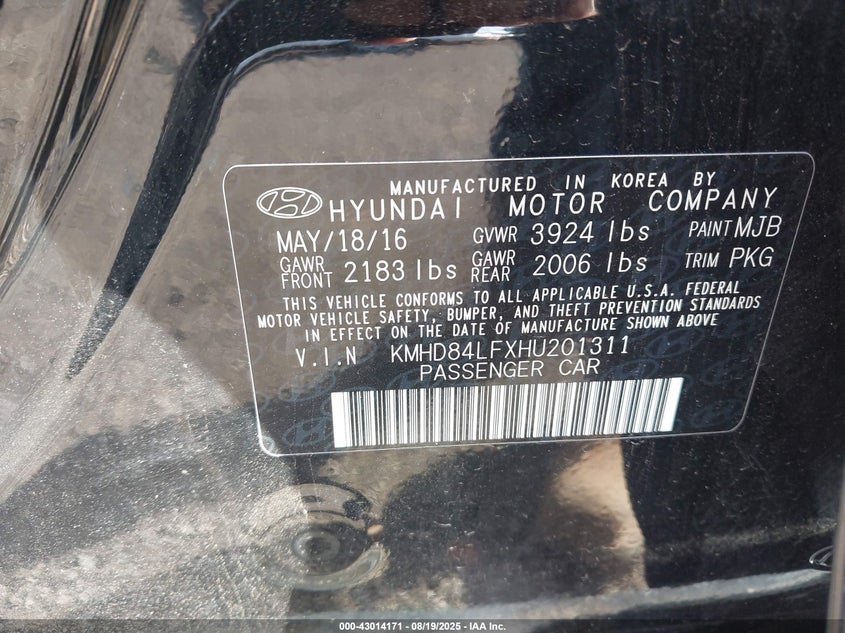 MANUFACTURED IN KOREA BY
HYUNDAI MOTOR COMPANY
MAY/18/16 GVWR 3924 lbs PAINT MJB
GAWR FRONT 2183 lbs GAWR REAR 2006 lbs TRIM PKG
THIS VEHICLE CONFORMS TO ALL APPLICABLE U.S.A. FEDERAL
MOTOR VEHICLE SAFETY, BUMPER, AND THEFT PREVENTION STANDARDS
IN EFFECT ON THE DATE OF MANUFACTURE SHOWN ABOVE
V.I.N KMHD84LFXHU201311
PASSENGER CAR
000-43014171 - 08/19/2025 - IAA Inc.